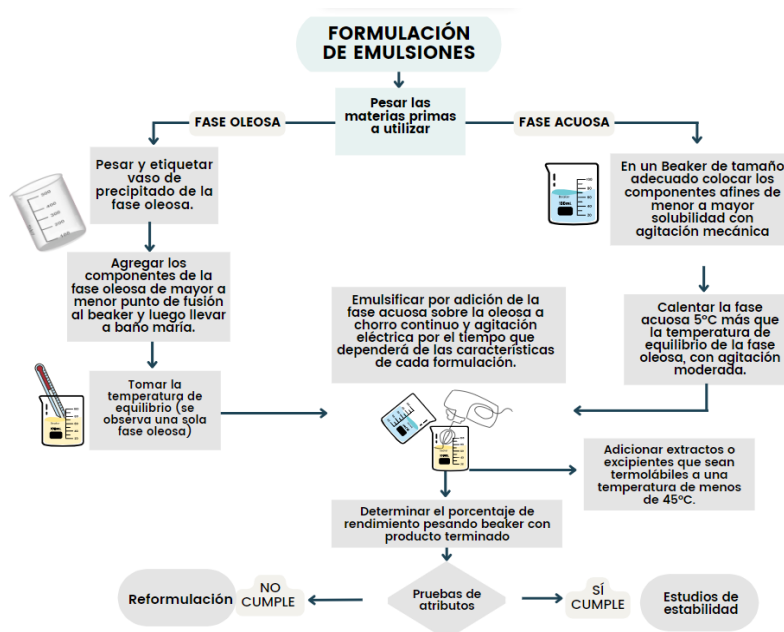 FORMULACIÓN
DE EMULSIONES
Pesar las
materias primas
a utilizar
FASE OLEOSA
FASE ACUOSA
Pesar y etiquetar
vaso de
precipitado de la
fase oleosa.
En un Beaker de tamaño
adecuado colocar los
componentes afines de
menor a mayor
solubilidad con
agitación mecánica
Agregar los
componentes de la
fase oleosa de mayor a
menor punto de fusión
al beaker y luego llevar
a baño maría.
Emulsificar por adición de la
fase acuosa sobre la oleosa a
chorro continuo y agitación
eléctrica por el tiempo que
dependerá de las características
de cada formulación.
Calentar la fase
acuosa 5°C más que
la temperatura de
equilibrio de la fase
oleosa, con agitación
moderada.
Tomar la
temperatura de
equilibrio (se
observa una sola
fase oleosa)
Adicionar extractos o
excipientes que sean
termolábiles a una
temperatura de menos
de 45°C.
Determinar el porcentaje de
rendimiento pesando beaker con
producto terminado
Pruebas de
atributos
NO
CUMPLE
Reformulación
SÍ
CUMPLE
Estudios de
estabilidad